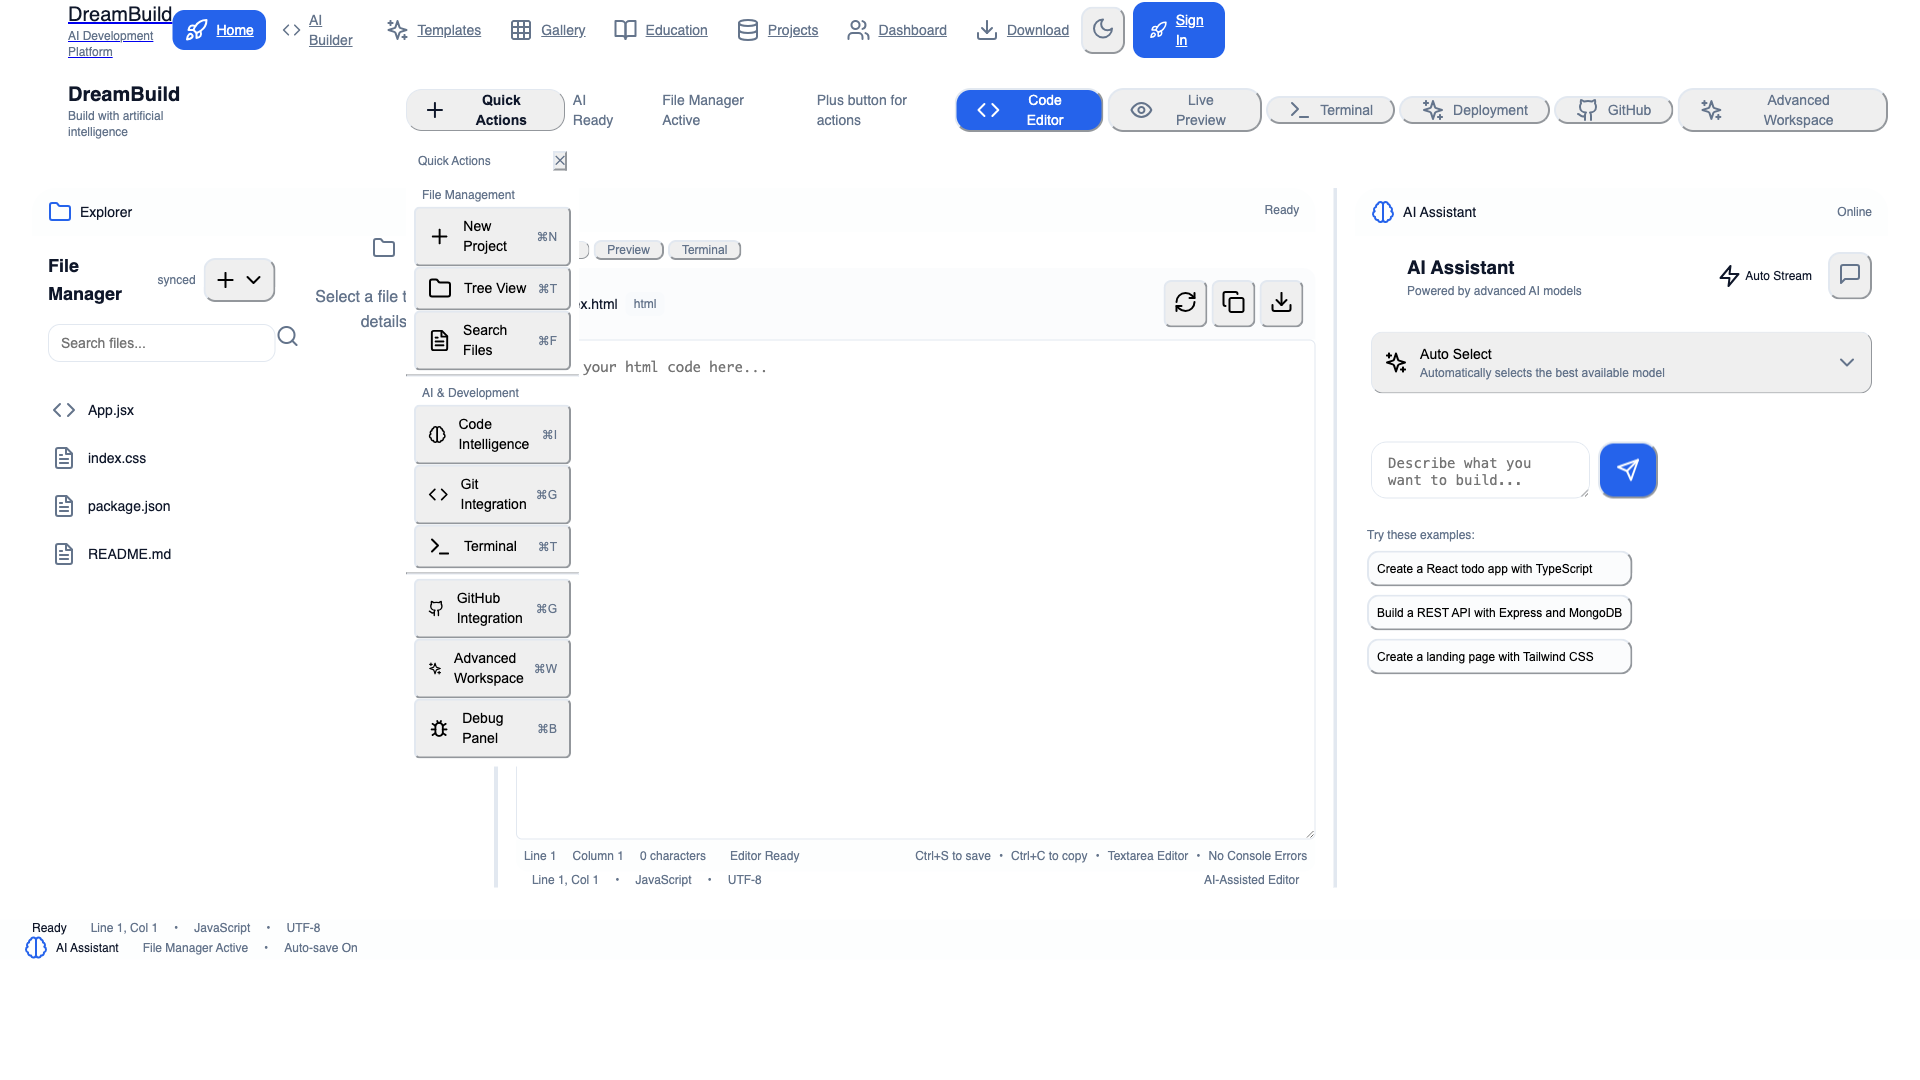 DreamBuild
AI Development
Platform
Home
AI
Builder
Templates
Gallery
Education
Projects
Dashboard
Download
Sign
In
DreamBuild
Build with artificial
intelligence
Quick
Actions
AI
Ready
File Manager
Active
Plus button for
actions
Code
Editor
Live
Preview
Terminal
Deployment
GitHub
Advanced
Workspace
Quick Actions
File Management
New
Project
⌘N
Tree View
⌘T
Search
Files
⌘F
AI & Development
Code
Intelligence
⌘I
Git
Integration
⌘G
Terminal
⌘T
GitHub
Integration
⌘G
Advanced
Workspace
⌘W
Debug
Panel
⌘B
Explorer
File
Manager
synced
Search files...
App.jsx
index.css
package.json
README.md
Select a file t
details
Ready
Preview
Terminal
x.html
html
your html code here...
Line 1
Column 1
0 characters
Editor Ready
Ctrl+S to save • Ctrl+C to copy • Textarea Editor • No Console Errors
Line 1, Col 1 • JavaScript • UTF-8
AI-Assisted Editor
AI Assistant
Online
AI Assistant
Powered by advanced AI models
Auto Stream
Auto Select
Automatically selects the best available model
Describe what you
want to build...
Try these examples:
Create a React todo app with TypeScript
Build a REST API with Express and MongoDB
Create a landing page with Tailwind CSS
Ready
Line 1, Col 1 • JavaScript • UTF-8
AI Assistant
File Manager Active • Auto-save On